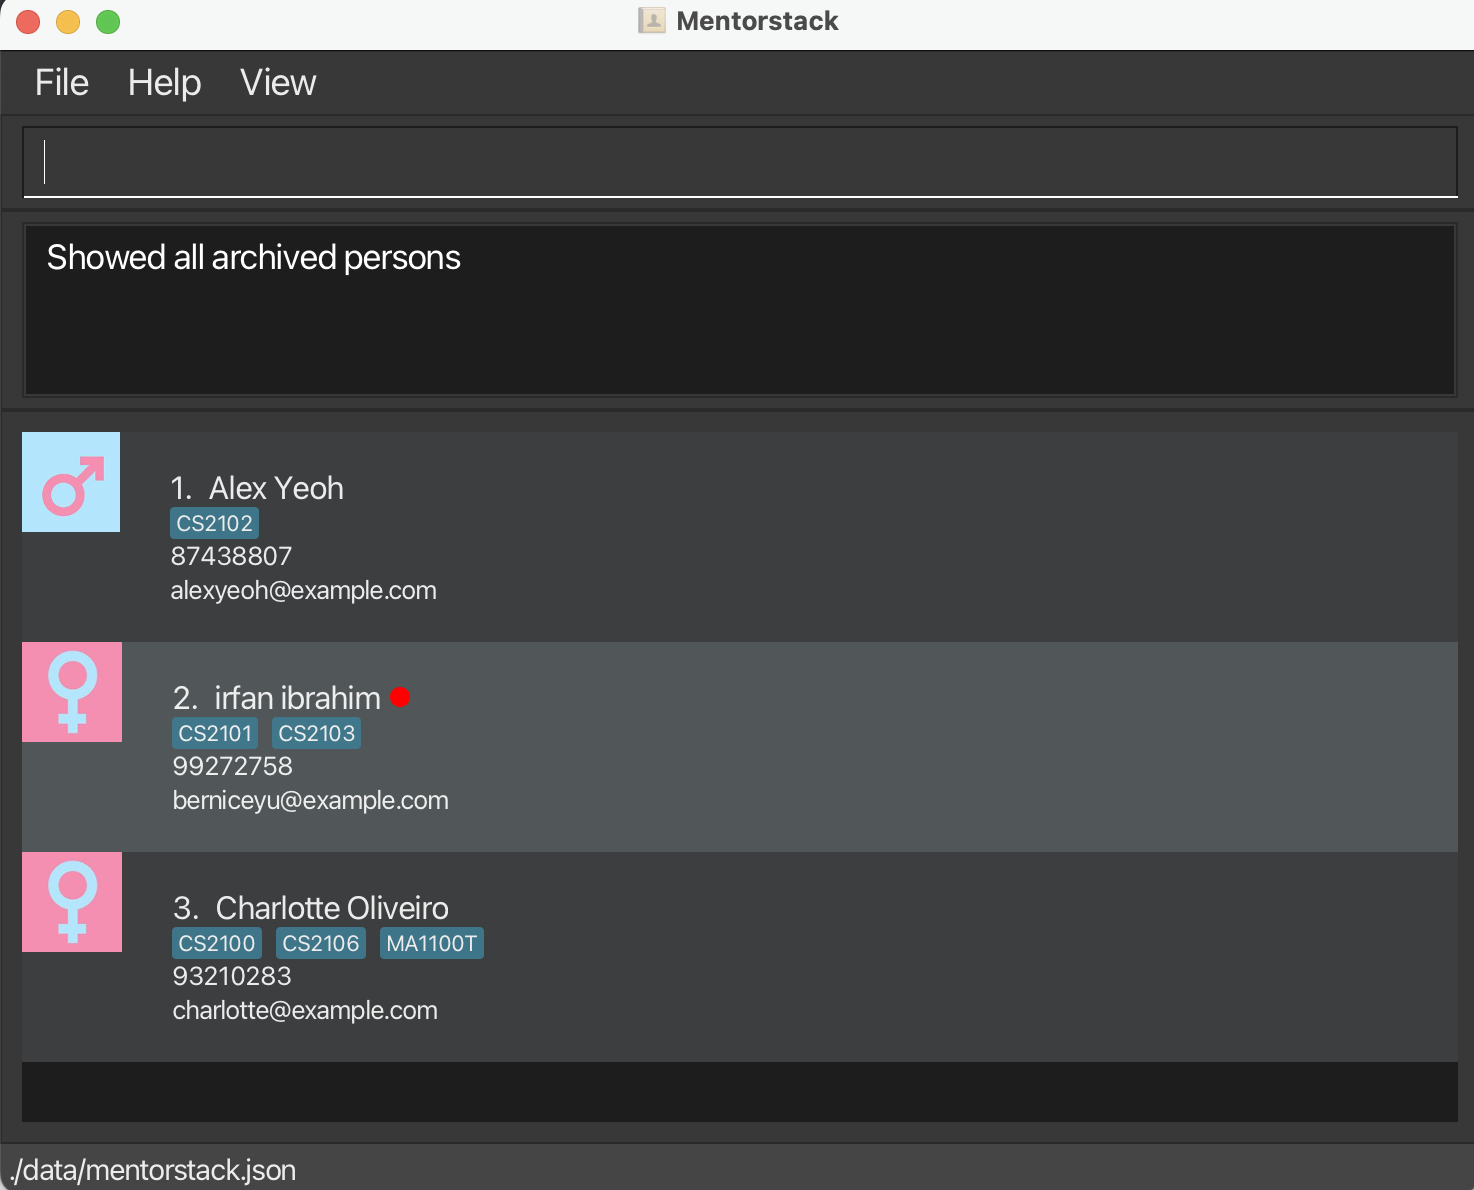 Mentorstack
File Help View
Showed all archived persons
1. Alex Yeoh
CS2102
87438807
alexyeoh@example.com
2. irfan ibrahim
CS2101 CS2103
99272758
berniceyu@example.com
3. Charlotte Oliveiro
CS2100 CS2106 MA1100T
93210283
charlotte@example.com
./data/mentorstack.json